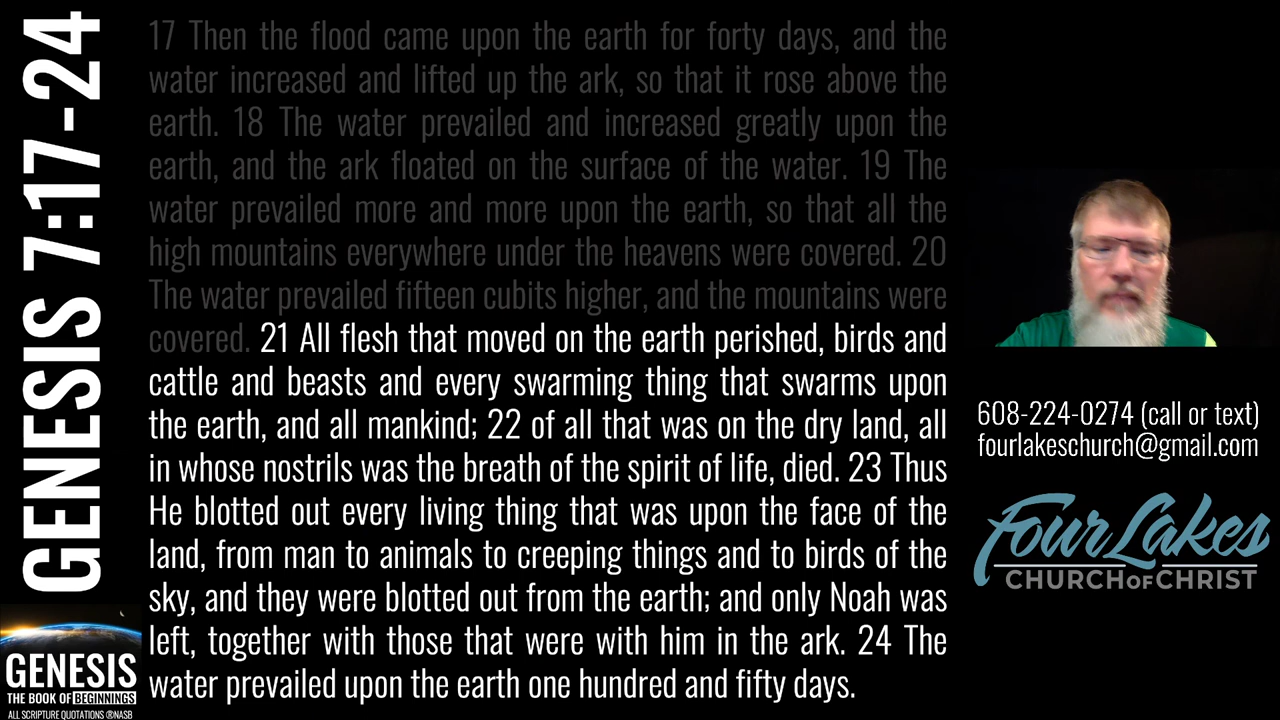 GENESIS 7:17-24
17 Then the flood came upon the earth for forty days, and the
water increased and lifted up the ark, so that it rose above the
earth. 18 The water prevailed and increased greatly upon the
earth, and the ark floated on the surface of the water. 19 The
water prevailed more and more upon the earth, so that all the
high mountains everywhere under the heavens were covered. 20
The water prevailed fifteen cubits higher, and the mountains were
covered. 21 All flesh that moved on the earth perished, birds and
cattle and beasts and every swarming thing that swarms upon
the earth, and all mankind; 22 of all that was on the dry land, all
in whose nostrils was the breath of the spirit of life, died. 23 Thus
He blotted out every living thing that was upon the face of the
land, from man to animals to creeping things and to birds of the
sky, and they were blotted out from the earth; and only Noah was
left, together with those that were with him in the ark. 24 The
water prevailed upon the earth one hundred and fifty days.
608-224-0274 (call or text)
fourlakeschurch@gmail.com
Four Lakes
CHURCH OF CHRIST
GENESIS
THE BOOK OF BEGINNINGS
ALL SCRIPTURE QUOTATIONS ®NASB